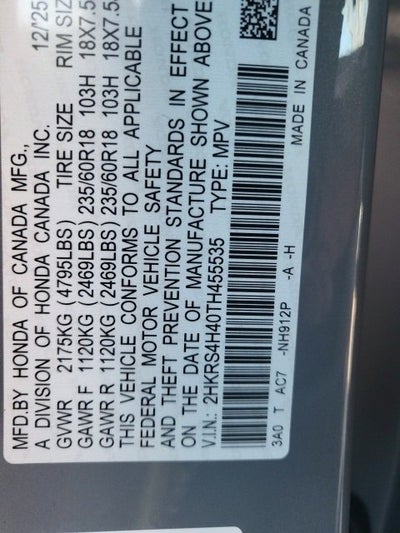 MFD.BY HONDA OF CANADA MFG., 12/25
A DIVISION OF HONDA CANADA INC.
GVWR 2175KG (4795LBS) TIRE SIZE RIM SIZ
GAWR F 1120KG (2469LBS) 235/60R18 103H 18X7.5
GAWR R 1120KG (2469LBS) 235/60R18 103H 18X7.5
THIS VEHICLE CONFORMS TO ALL APPLICABLE
FEDERAL MOTOR VEHICLE SAFETY
AND THEFT PREVENTION STANDARDS IN EFFECT
ON THE DATE OF MANUFACTURE SHOWN ABOVE
V.I.N.: 2HKRS4H40TH455535 TYPE: MPV
3A0 T AC7 -NH912P -A -H
MADE IN CANADA